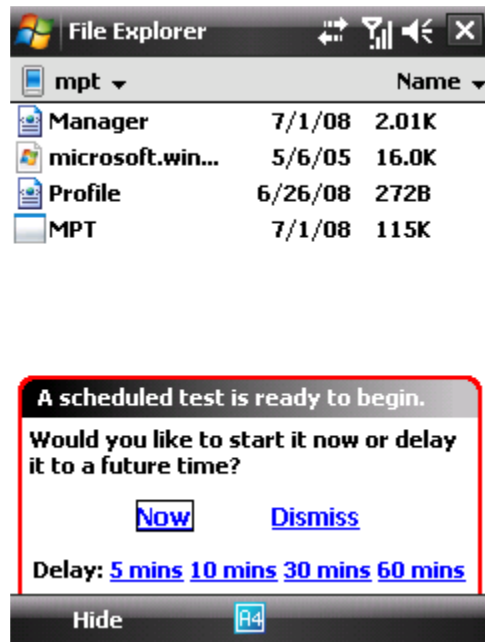 File Explorer
mpt Name
Manager 7/1/08 2.01K
microsoft.win... 5/6/05 16.0K
Profile 6/26/08 272B
MPT 7/1/08 115K
A scheduled test is ready to begin.
Would you like to start it now or delay
it to a future time?
Now Dismiss
Delay: 5 mins 10 mins 30 mins 60 mins
Hide A4